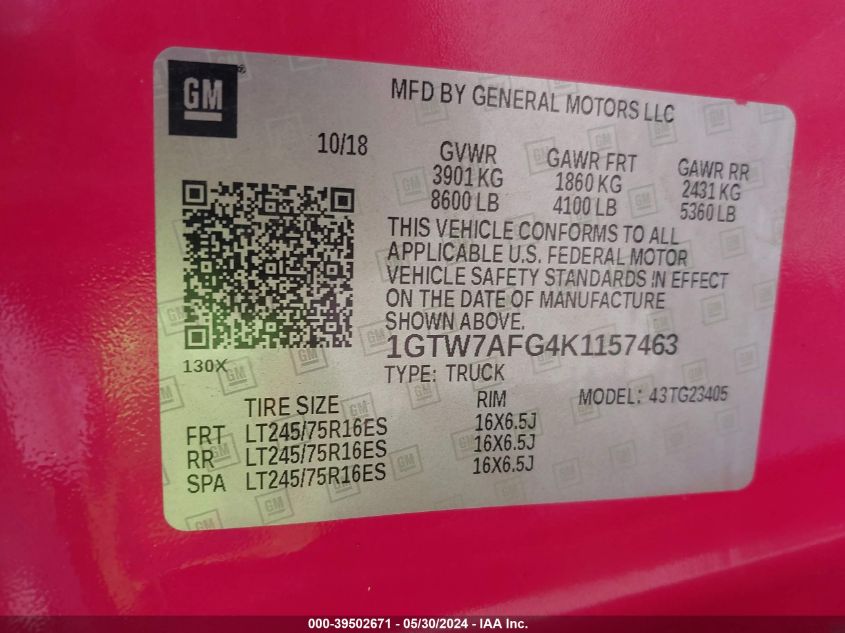 GM
MFD BY GENERAL MOTORS LLC
10/18
GVWR GAWR FRT GAWR RR
3901 KG 1860 KG 2431 KG
8600 LB 4100 LB 5360 LB
THIS VEHICLE CONFORMS TO ALL
APPLICABLE U.S. FEDERAL MOTOR
VEHICLE SAFETY STANDARDS IN EFFECT
ON THE DATE OF MANUFACTURE
SHOWN ABOVE.
130X
1GTW7AFG4K1157463
TYPE: TRUCK MODEL: 43TG23405
TIRE SIZE RIM
FRT LT245/75R16ES 16X6.5J
RR LT245/75R16ES 16X6.5J
SPA LT245/75R16ES 16X6.5J
000-39502671 - 05/30/2024 - IAA Inc.